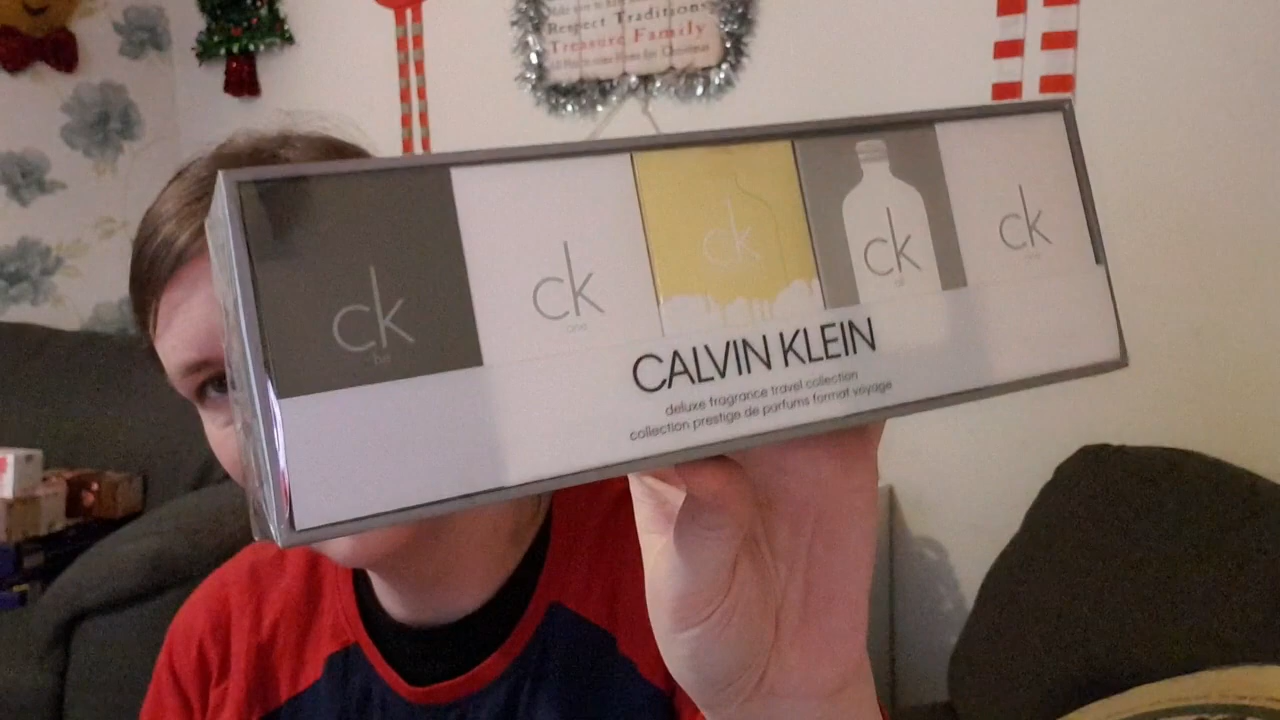 Respect Traditions
Treasure Family
ck
be
ck
one
ck
ck
all
ck
one
CALVIN KLEIN
deluxe fragrance travel collection
collection prestige de parfums format voyage